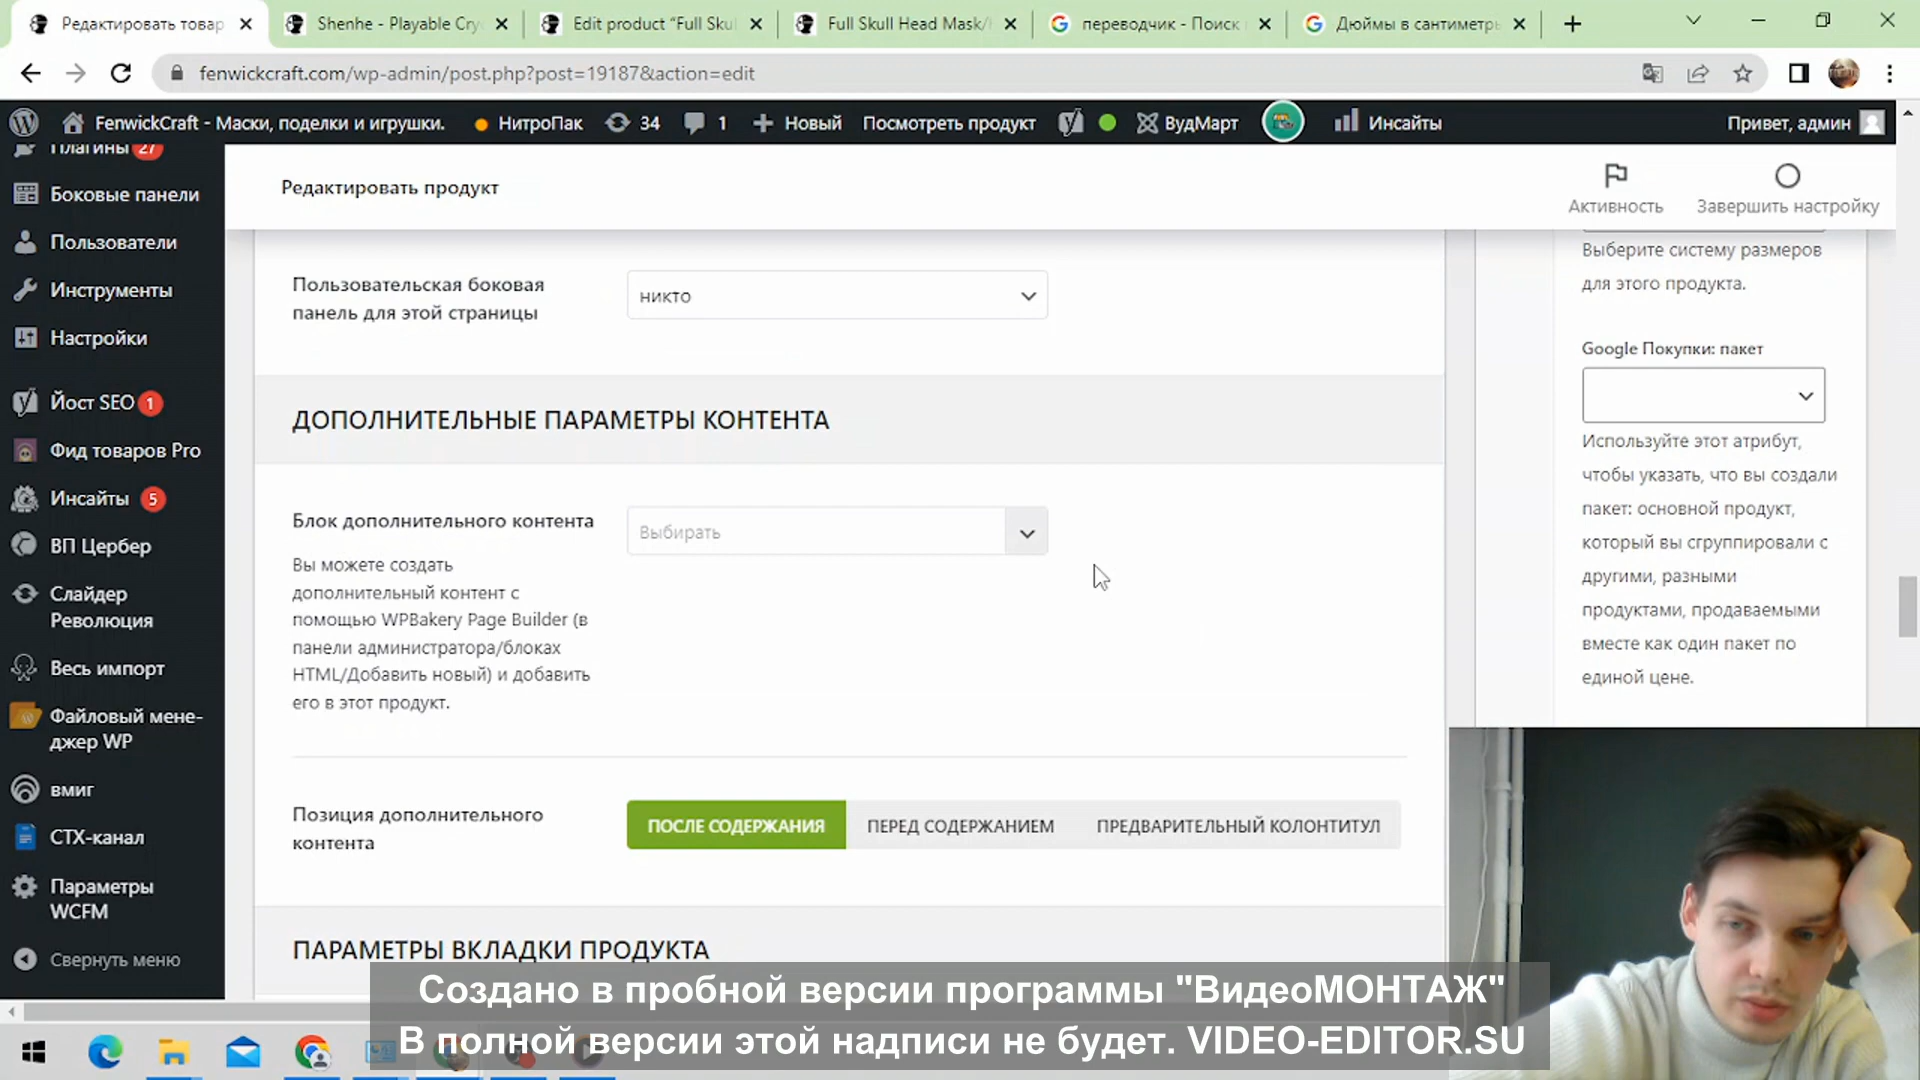 Редактировать товар
Shenhe - Playable Cry
Edit product “Full Skul
Full Skull Head Mask/
переводчик - Поиск
Дюймы в сантиметры
fenwickcraft.com/wp-admin/post.php?post=19187&action=edit
FenwickCraft - Маски, поделки и игрушки.
НитроПак
34
1
Новый
Посмотреть продукт
ВудМарт
Инсайты
Привет, админ
Плагины 27
Боковые панели
Пользователи
Инструменты
Настройки
Йост SEO 1
Фид товаров Pro
Инсайты 5
ВП Цербер
Слайдер
Революция
Весь импорт
Файловый мене-
джер WP
вмиг
СТХ-канал
Параметры
WCFM
Свернуть меню
Редактировать продукт
Активность
Завершить настройку
Пользовательская боковая
панель для этой страницы
никто
ДОПОЛНИТЕЛЬНЫЕ ПАРАМЕТРЫ КОНТЕНТА
Блок дополнительного контента
Выбирать
Вы можете создать
дополнительный контент с
помощью WPBakery Page Builder (в
панели администратора/блоках
HTML/Добавить новый) и добавить
его в этот продукт.
Позиция дополнительного
контента
ПОСЛЕ СОДЕРЖАНИЯ
ПЕРЕД СОДЕРЖАНИЕМ
ПРЕДВАРИТЕЛЬНЫЙ КОЛОНТИТУЛ
ПАРАМЕТРЫ ВКЛАДКИ ПРОДУКТА
Выберите систему размеров
для этого продукта.
Google Покупки: пакет
Используйте этот атрибут,
чтобы указать, что вы создали
пакет: основной продукт,
который вы сгруппировали с
другими, разными
продуктами, продаваемыми
вместе как один пакет по
единой цене.
Создано в пробной версии программы "ВидеоМОНТАЖ"
В полной версии этой надписи не будет. VIDEO-EDITOR.SU